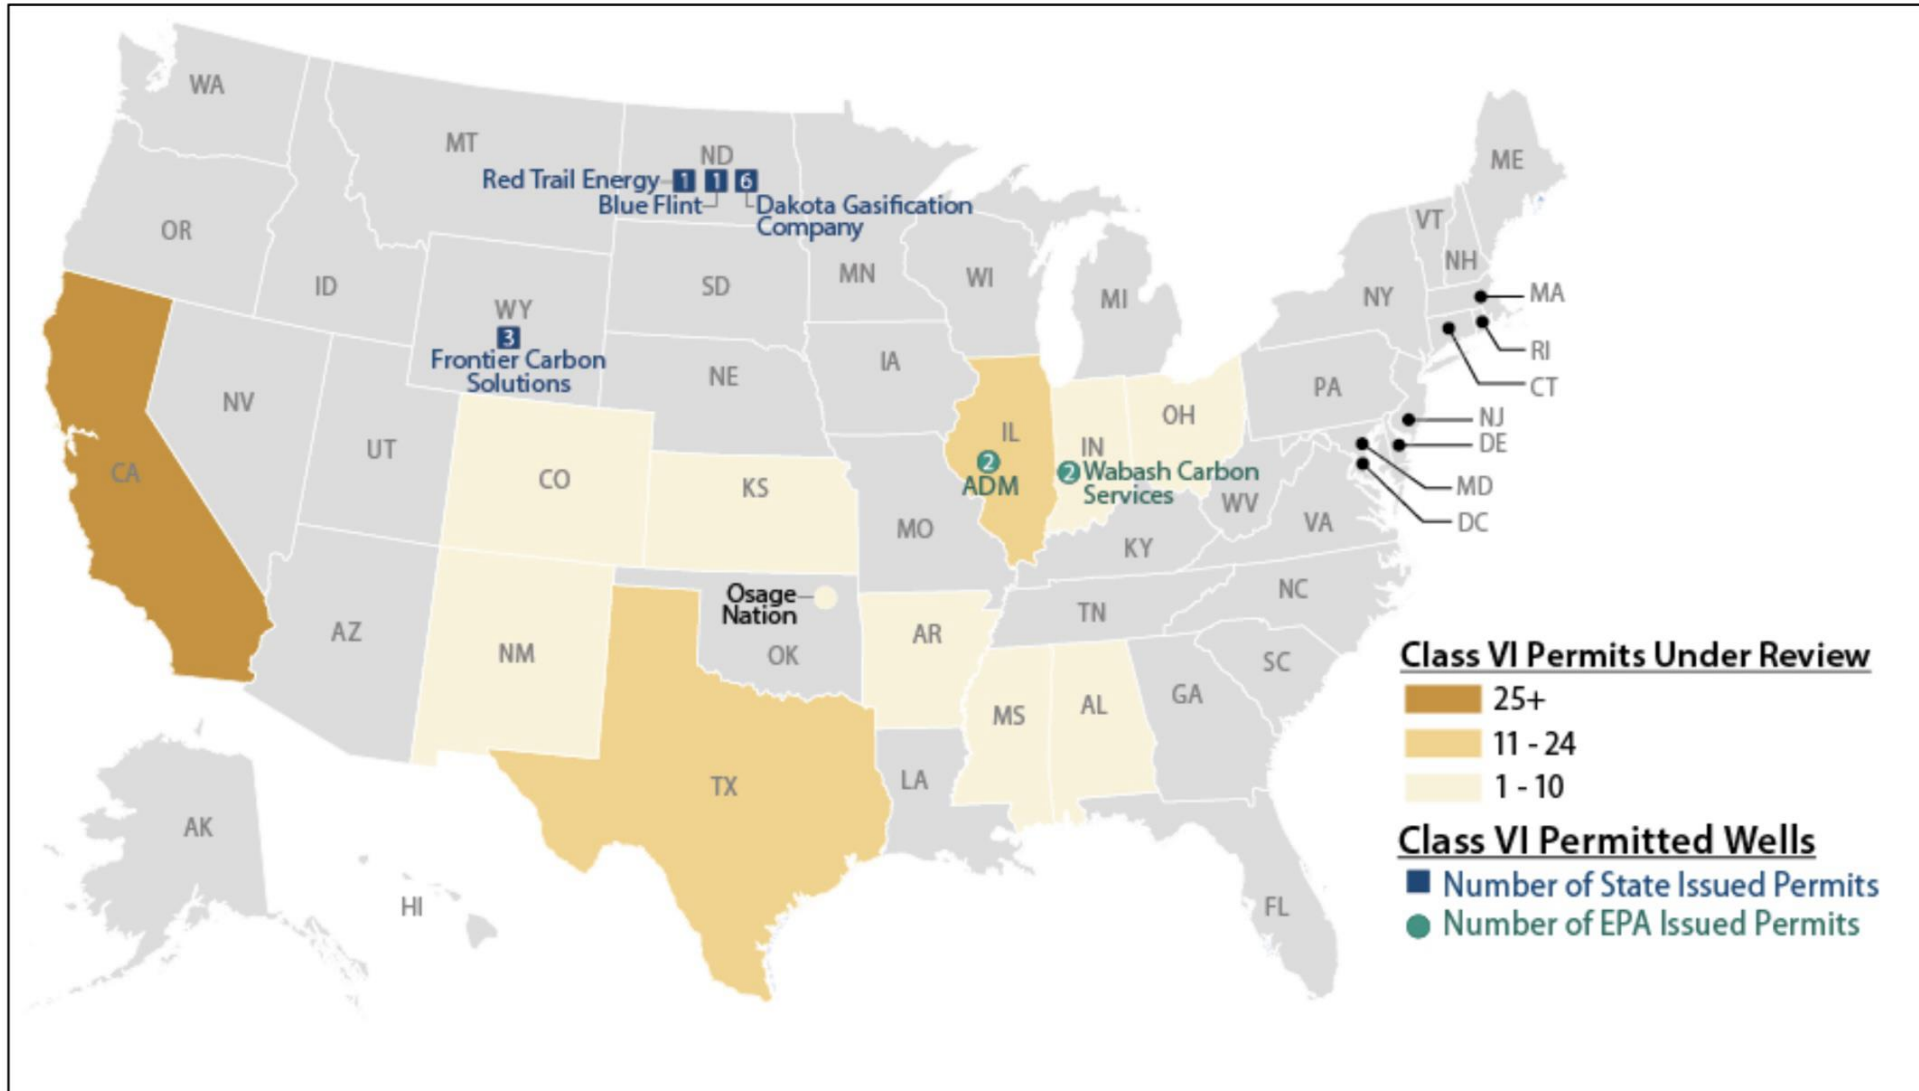 WA
MT
ND
ME
Red Trail Energy 1 1 6
Blue Flint
Dakota Gasification
Company
OR
ID
WY
3
Frontier Carbon
Solutions
SD
MN
WI
MI
VT
NH
NY
MA
RI
CT
NV
UT
NE
IA
PA
NJ
DE
MD
DC
CA
CO
KS
MO
IL
2
ADM
IN
OH
2 Wabash Carbon
Services
WV
VA
KY
Osage
Nation
OK
AZ
NM
AR
TN
NC
SC
MS
AL
GA
TX
LA
FL
AK
HI
Class VI Permits Under Review
25+
11 - 24
1 - 10
Class VI Permitted Wells
Number of State Issued Permits
Number of EPA Issued Permits